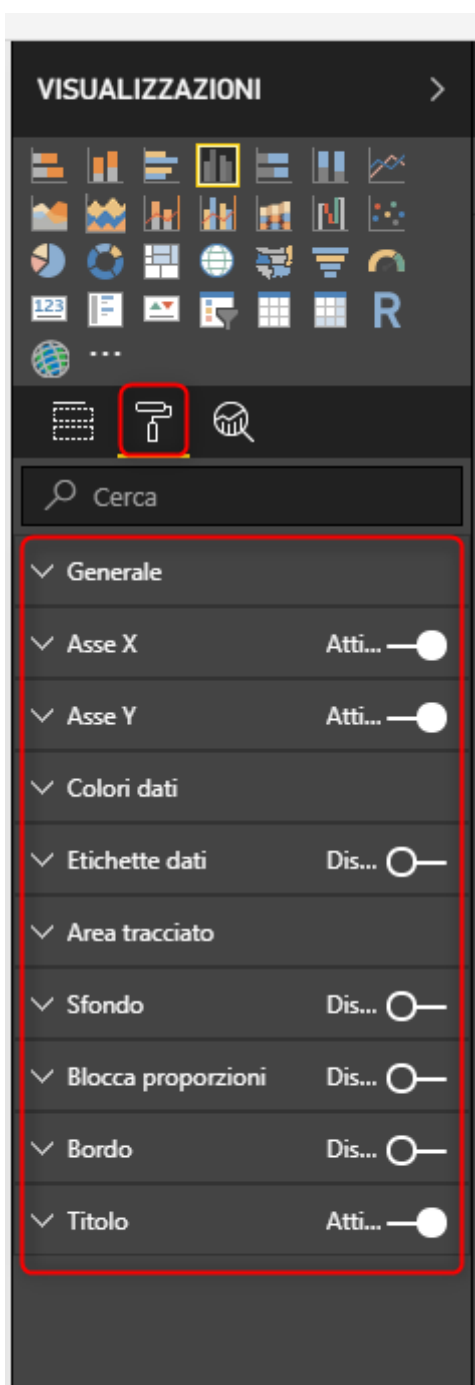 VISUALIZZAZIONI
123
R
Cerca
Generale
Asse X Atti...
Asse Y Atti...
Colori dati
Etichette dati Dis...
Area tracciato
Sfondo Dis...
Blocca proporzioni Dis...
Bordo Dis...
Titolo Atti...